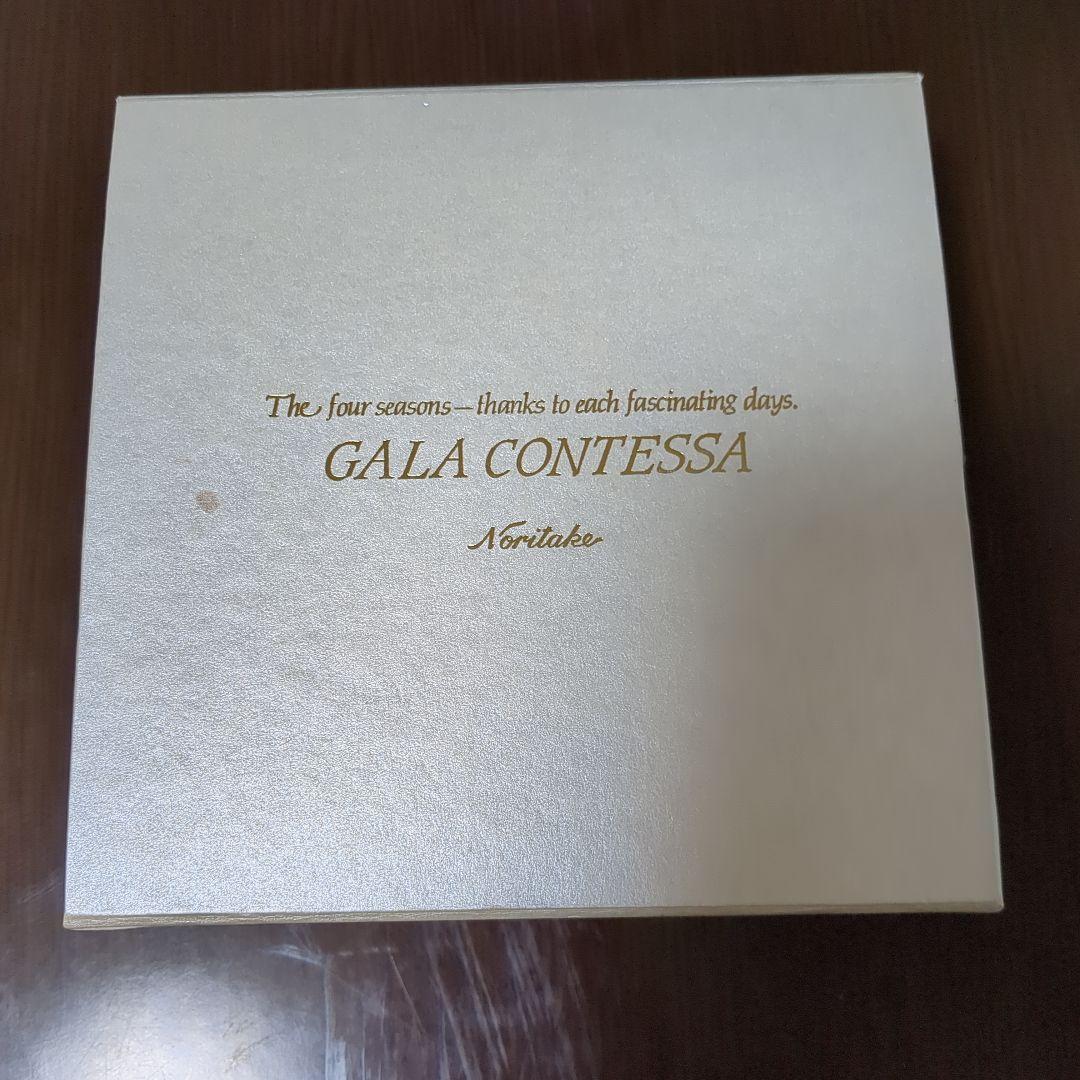 The four seasons—thanks to each fascinating days.
GALA CONTESSA
Noritake